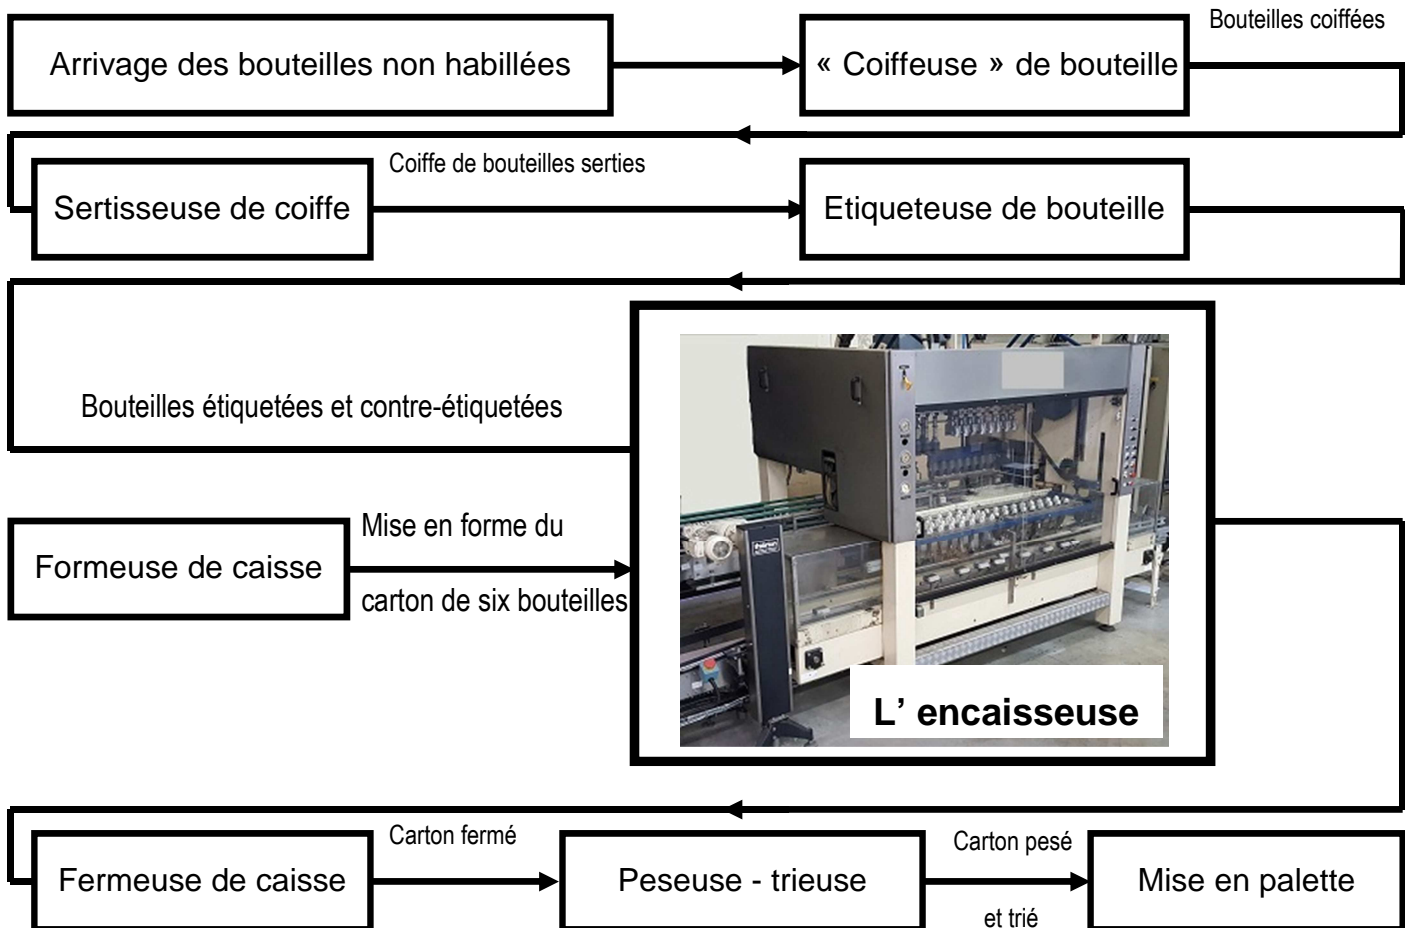 Bouteilles coiffées
Arrivage des bouteilles non habillées
« Coiffeuse » de bouteille
Coiffe de bouteilles serties
Sertisseuse de coiffe
Etiqueteuse de bouteille
Bouteilles étiquetées et contre-étiquetées
Mise en forme du
Formeuse de caisse
carton de six bouteilles
L' encaisseuse
Carton fermé
Carton pesé
Fermeuse de caisse
Peseuse - trieuse
Mise en palette
et trié